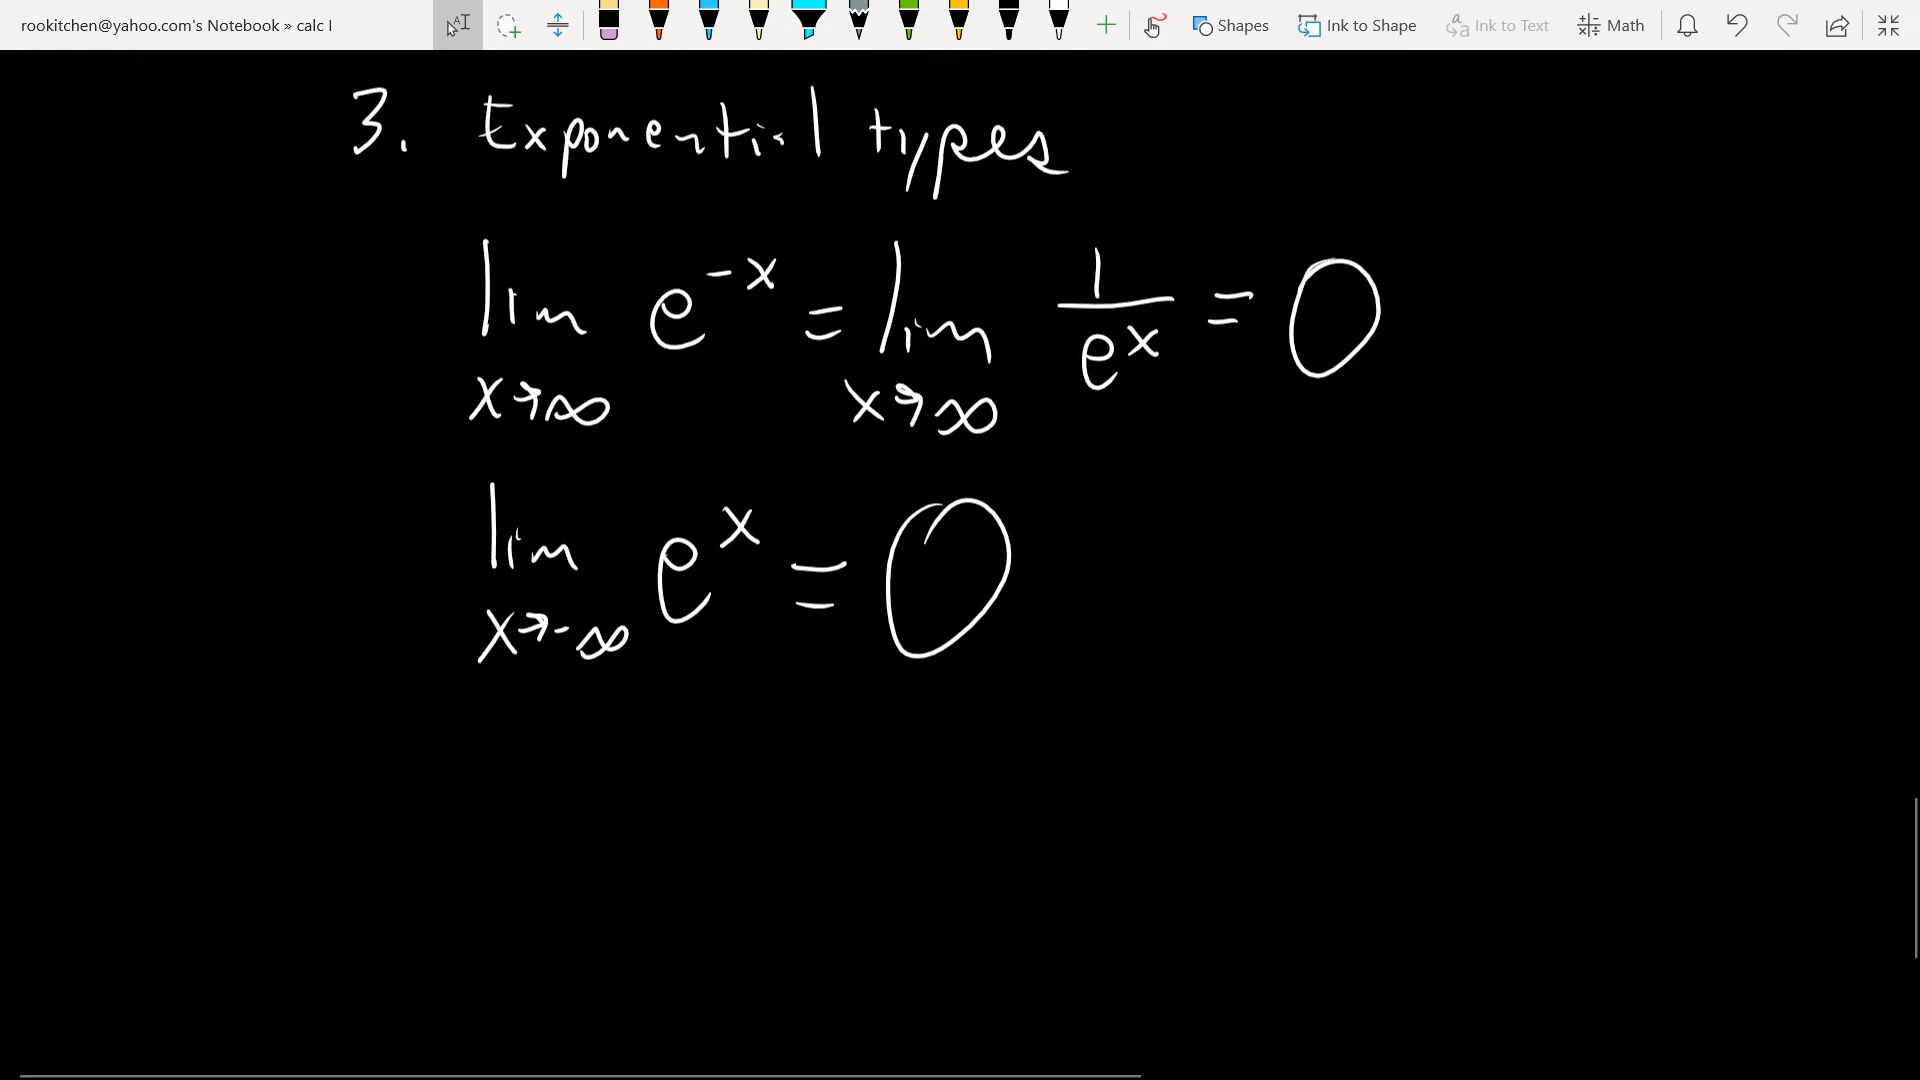 rookitchen@yahoo.com's Notebook » calc I
Shapes
Ink to Shape
Ink to Text
Math
3. Exponential types
lim x→∞ e^-x = lim x→∞ 1/e^x = 0
lim x→-∞ e^x = 0